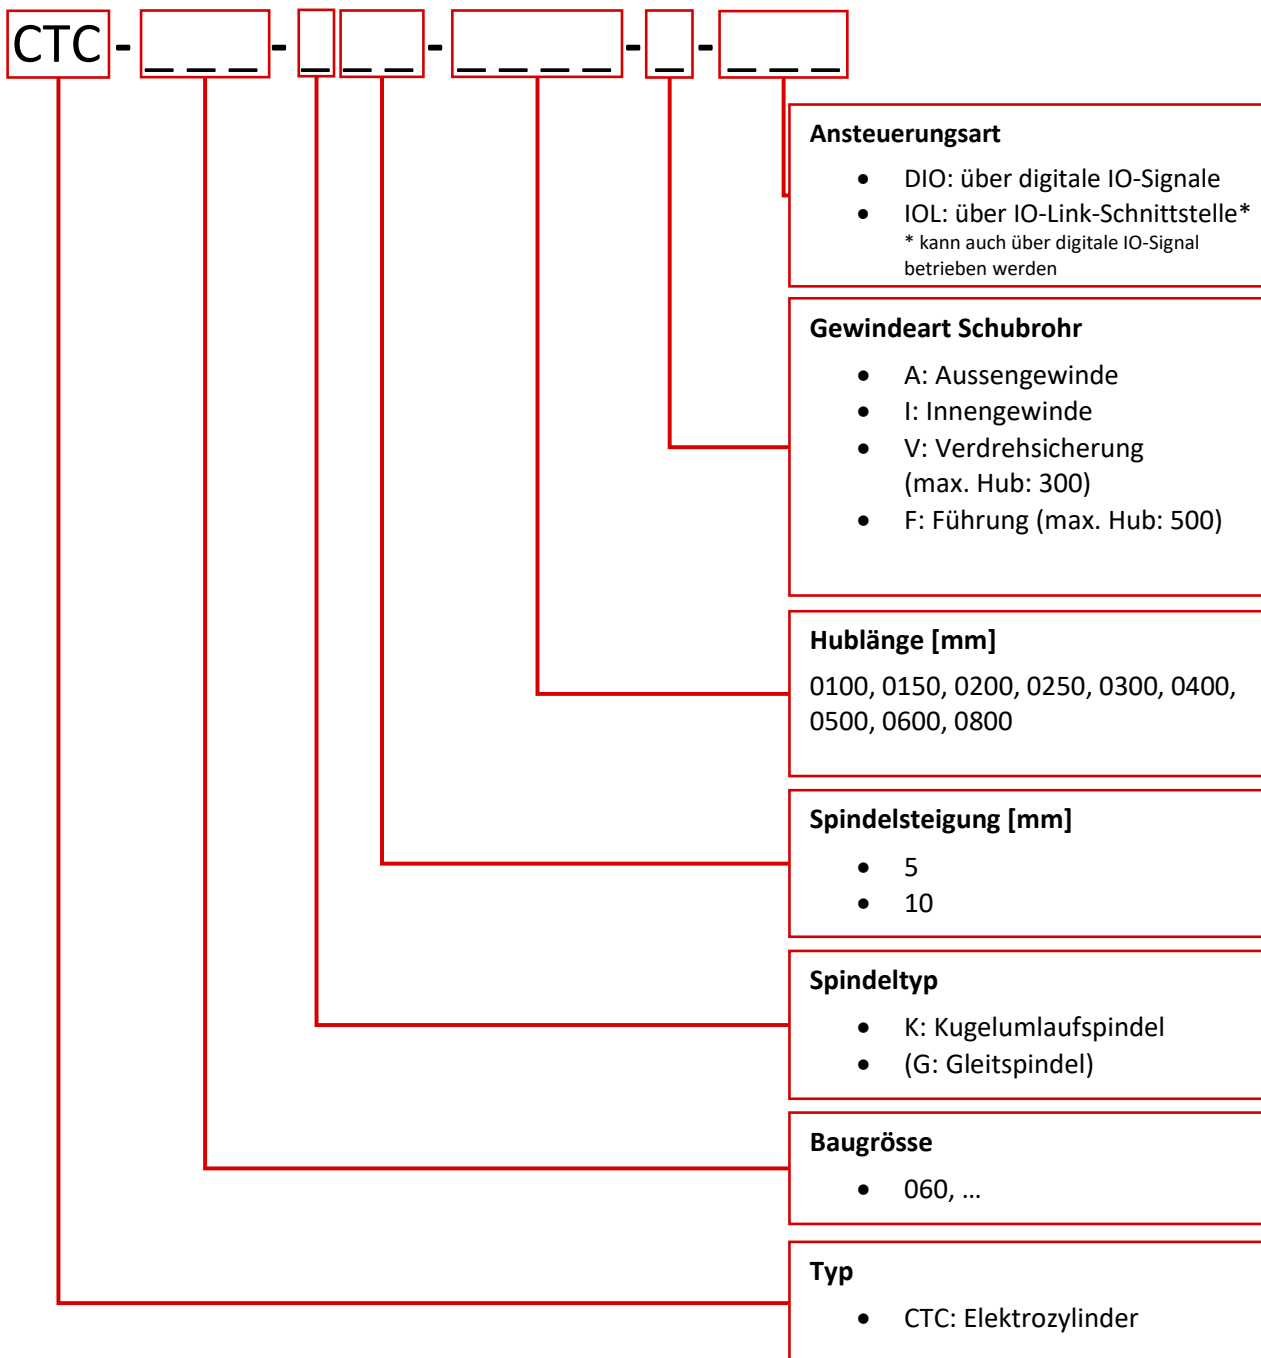 CTC - _ _ _ - _ _ _ - _ _ _ _ - _ - _ _ _
Ansteuerungsart
• DIO: über digitale IO-Signale
• IOL: über IO-Link-Schnittstelle*
* kann auch über digitale IO-Signal
betrieben werden
Gewindeart Schubrohr
• A: Aussengewinde
• I: Innengewinde
• V: Verdrehsicherung
(max. Hub: 300)
• F: Führung (max. Hub: 500)
Hublänge [mm]
0100, 0150, 0200, 0250, 0300, 0400,
0500, 0600, 0800
Spindelsteigung [mm]
• 5
• 10
Spindeltyp
• K: Kugelumlaufspindel
• (G: Gleitspindel)
Baugrösse
• 060, ...
Typ
• CTC: Elektrozylinder